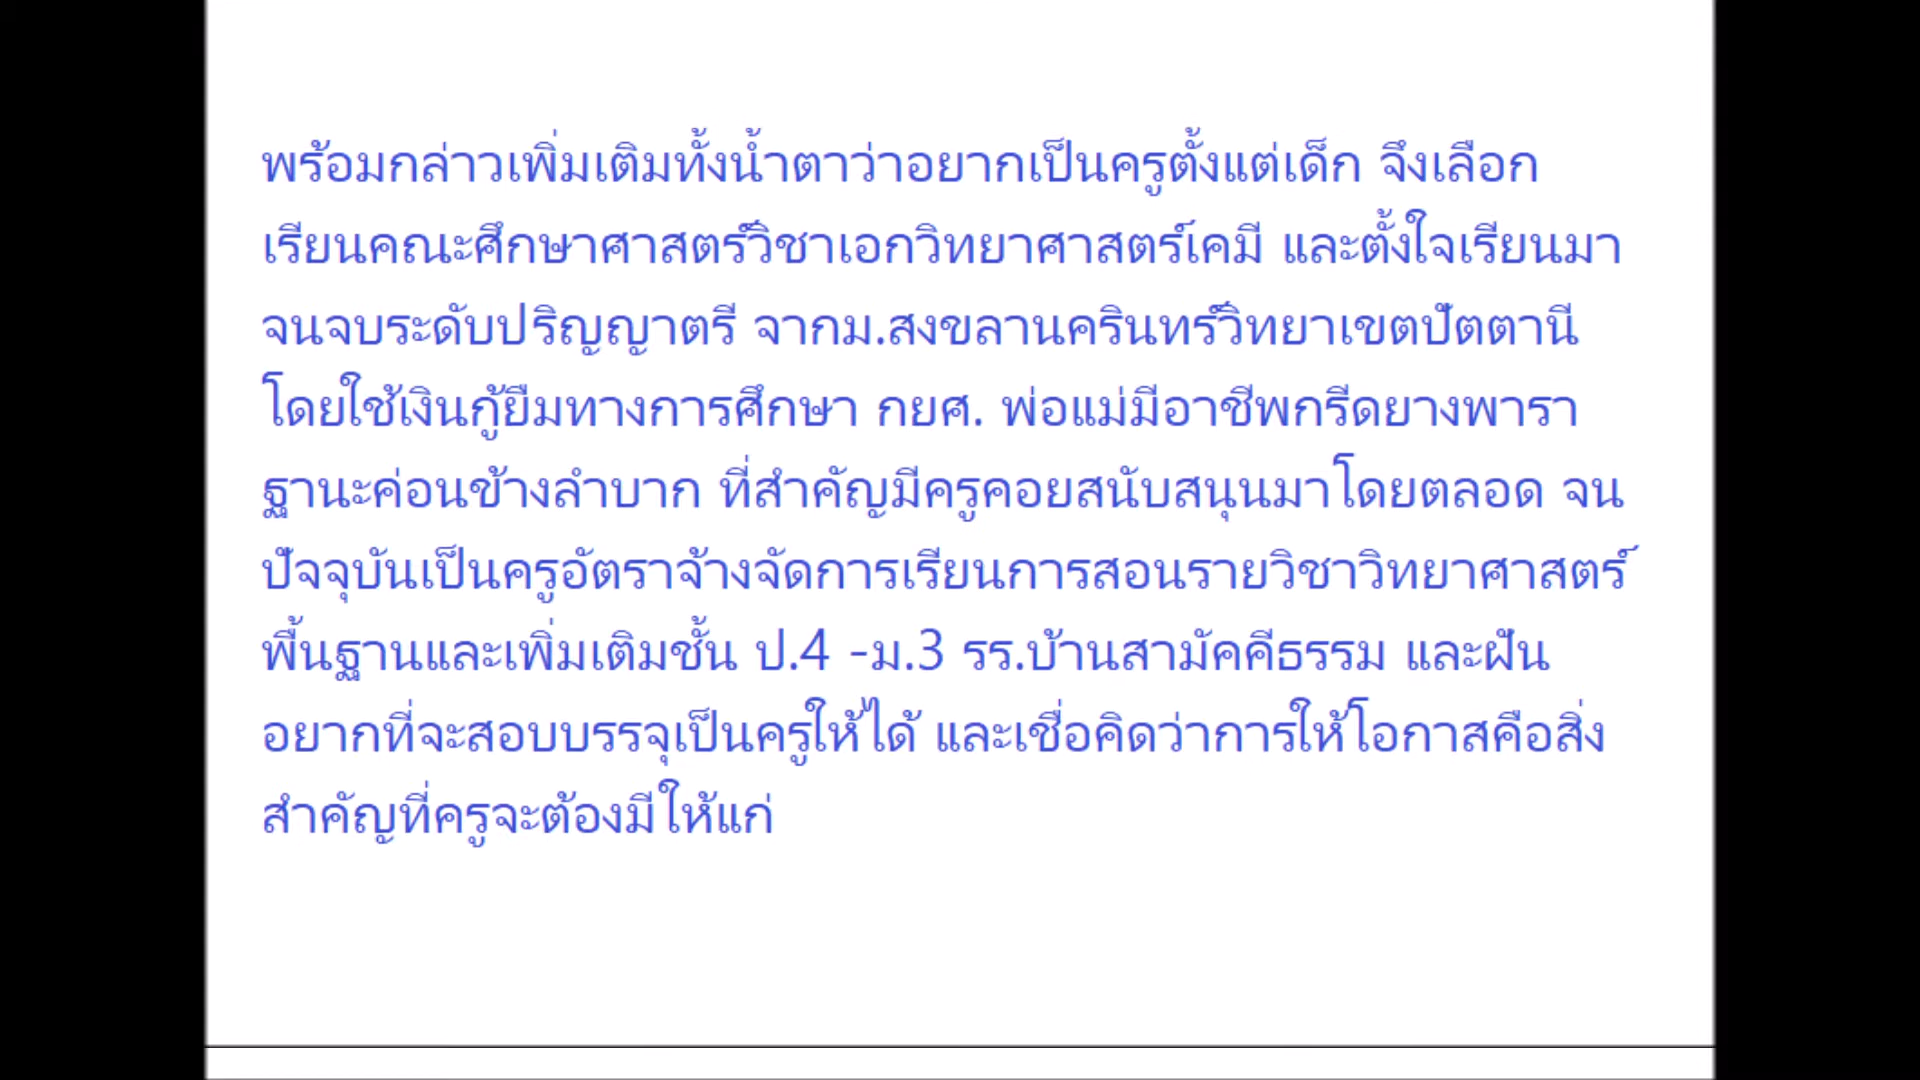 พร้อมกล่าวเพิ่มเติมทั้งน้ำตาว่าอยากเป็นครูตั้งแต่เด็ก จึงเลือก
เรียนคณะศึกษาศาสตร์วิชาเอกวิทยาศาสตร์เคมี และตั้งใจเรียนมา
จนจบระดับปริญญาตรี จากม.สงขลานครินทร์วิทยาเขตปัตตานี
โดยใช้เงินกู้ยืมทางการศึกษา กยศ. พ่อแม่มีอาชีพกรีดยางพารา
ฐานะค่อนข้างลำบาก ที่สำคัญมีครูคอยสนับสนุนมาโดยตลอด จน
ปัจจุบันเป็นครูอัตราจ้างจัดการเรียนการสอนรายวิชาวิทยาศาสตร์
พื้นฐานและเพิ่มเติมชั้น ป.4 -ม.3 รร.บ้านสามัคคีธรรม และฝัน
อยากที่จะสอบบรรจุเป็นครูให้ได้ และเชื่อคิดว่าการให้โอกาสคือสิ่ง
สำคัญที่ครูจะต้องมีให้แก่